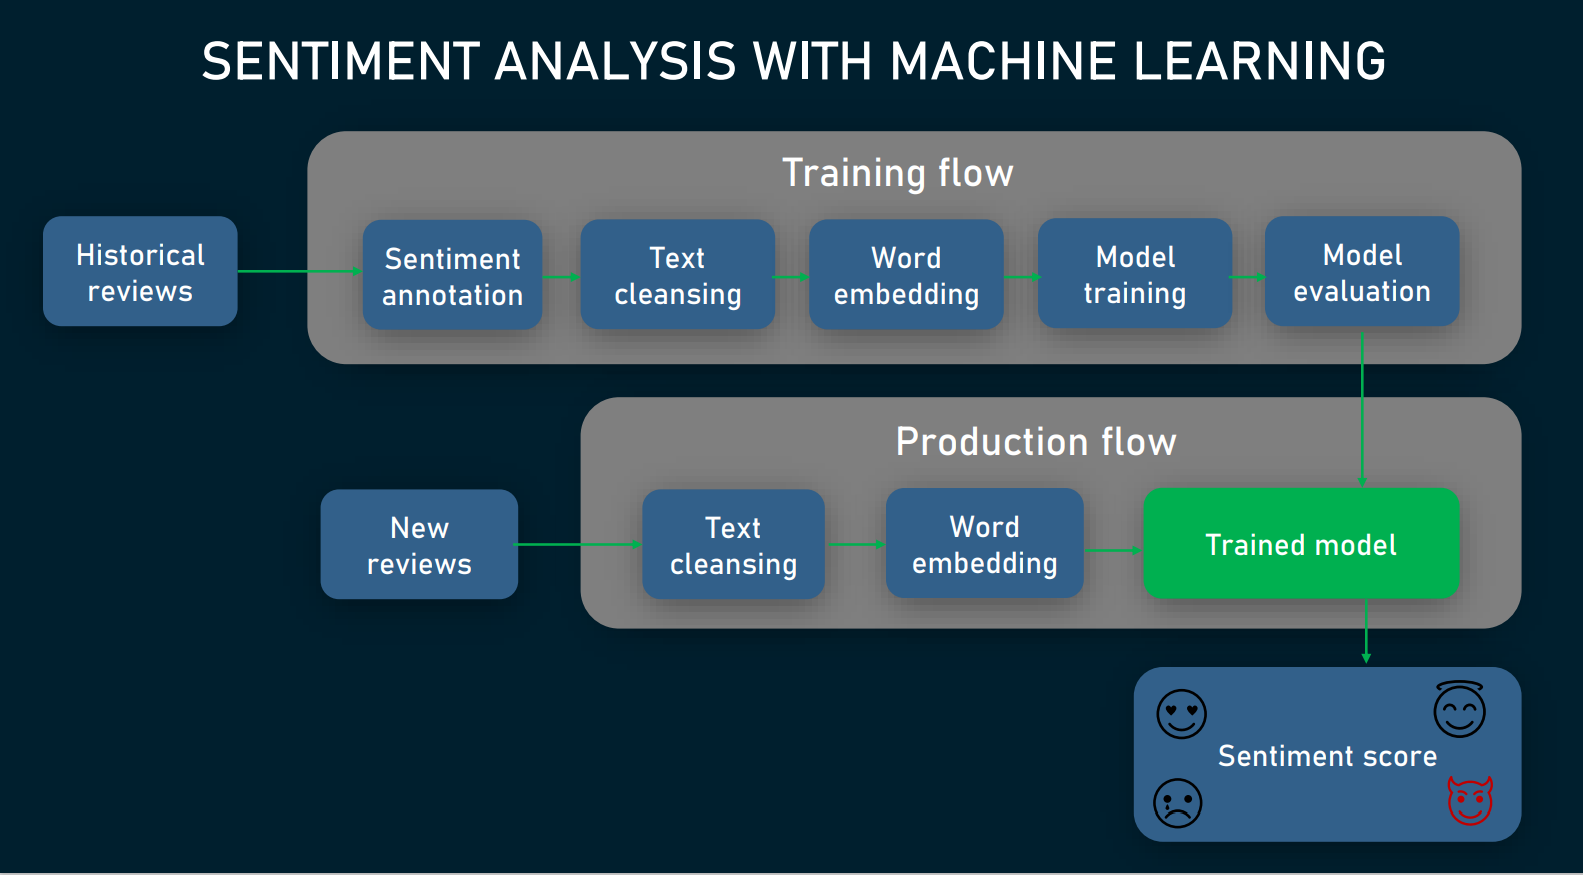 SENTIMENT ANALYSIS WITH MACHINE LEARNING
Training flow
Historical
reviews
Sentiment
annotation
Text
cleansing
Word
embedding
Model
training
Model
evaluation
Production flow
New
reviews
Text
cleansing
Word
embedding
Trained model
Sentiment score